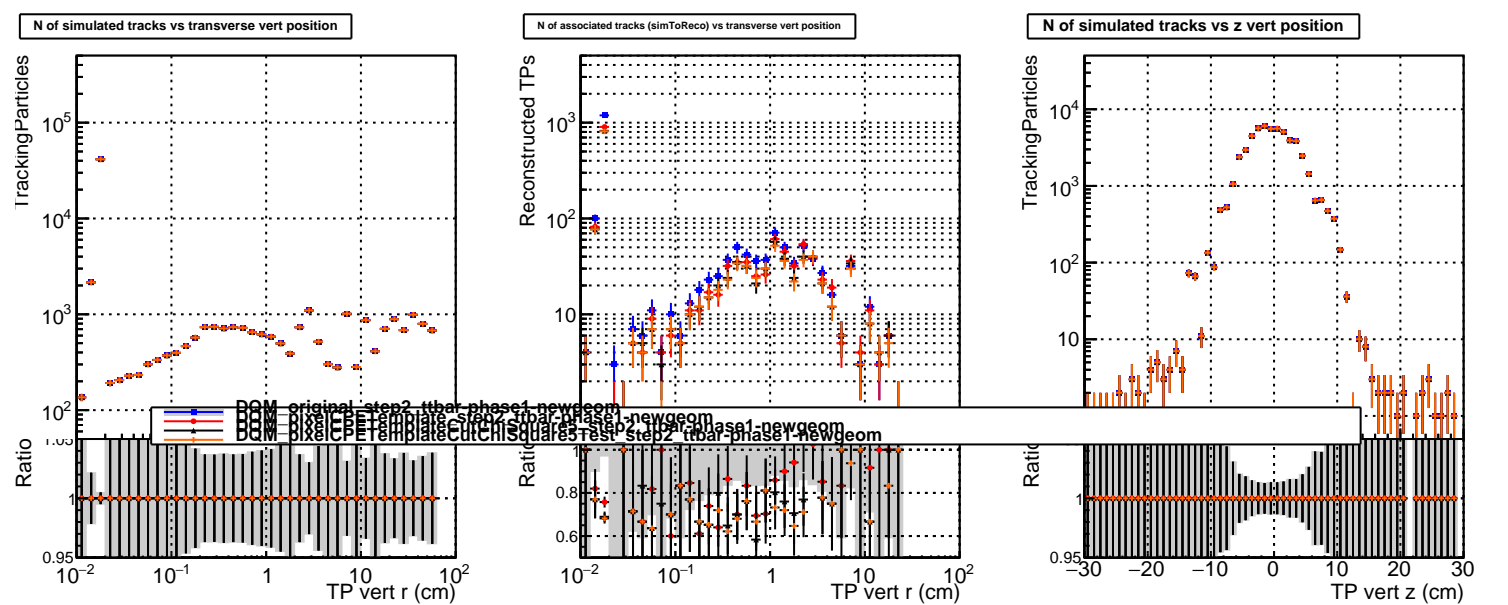 N of simulated tracks vs transverse vert position
TrackingParticles
10^5
10^4
10^3
10^2
Ratio
1.05
1
0.95
10^−2
10^−1
1
10
10^2
TP vert r (cm)
N of associated tracks (simToReco) vs transverse vert position
Reconstructed TPs
10^3
10^2
10
Ratio
1
0.8
0.6
10^−2
10^−1
1
10
10^2
TP vert r (cm)
N of simulated tracks vs z vert position
TrackingParticles
10^4
10^3
10^2
10
Ratio
1
0.95
−30
−20
−10
0
10
20
30
TP vert z (cm)
DQM_original_step2_ttbar-phase1-newgeom
DQM_pixelCPETemplate_step2_ttbar-phase1-newgeom
DQM_pixelCPETemplateCutChiSquare5_step2_ttbar-phase1-newgeom
DQM_pixelCPETemplateCutChiSquare5Test_step2_ttbar-phase1-newgeom